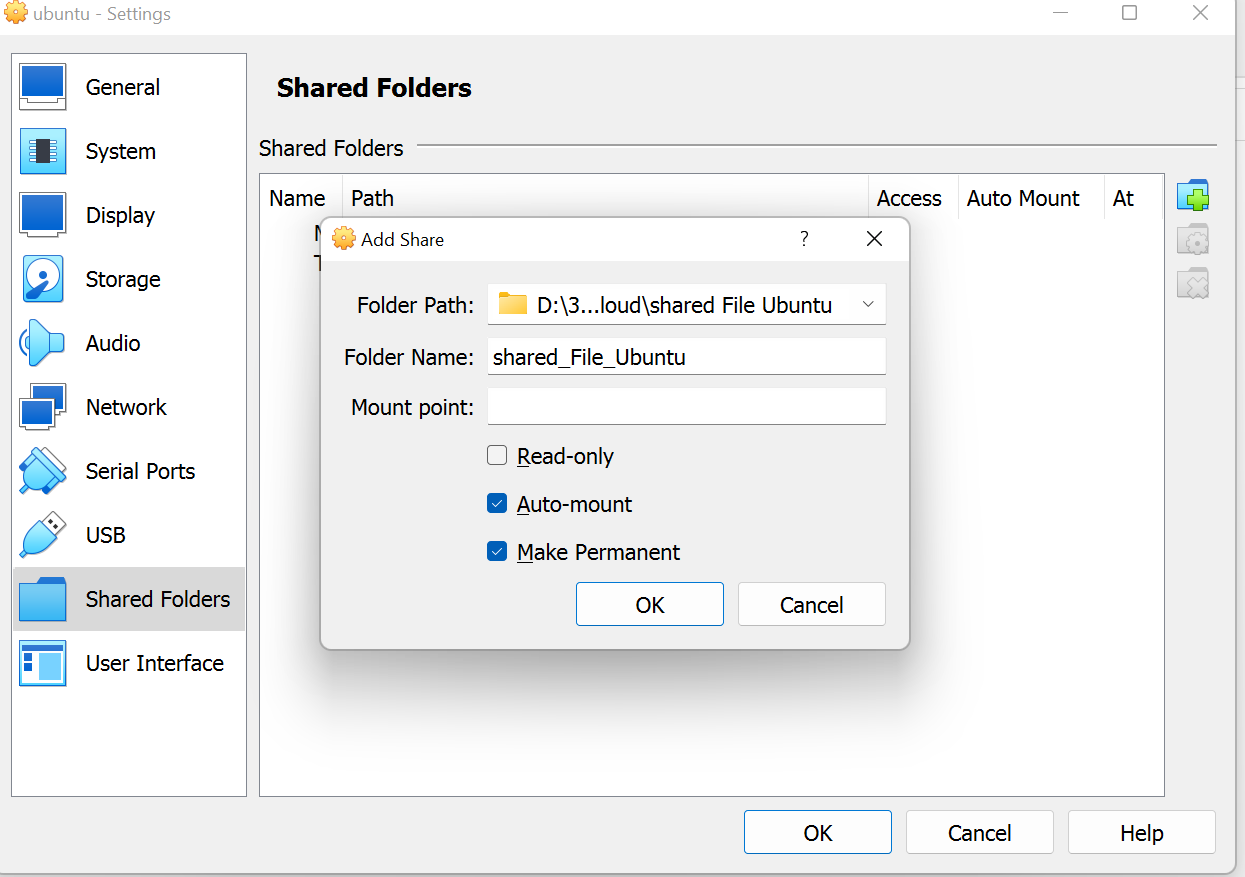 ubuntu - Settings
General
System
Display
Storage
Audio
Network
Serial Ports
USB
Shared Folders
User Interface
Shared Folders
Shared Folders
Name Path Access Auto Mount At
Add Share ?
Folder Path: D:\3...loud\shared File Ubuntu
Folder Name: shared_File_Ubuntu
Mount point:
Read-only
Auto-mount
Make Permanent
OK Cancel
OK Cancel Help